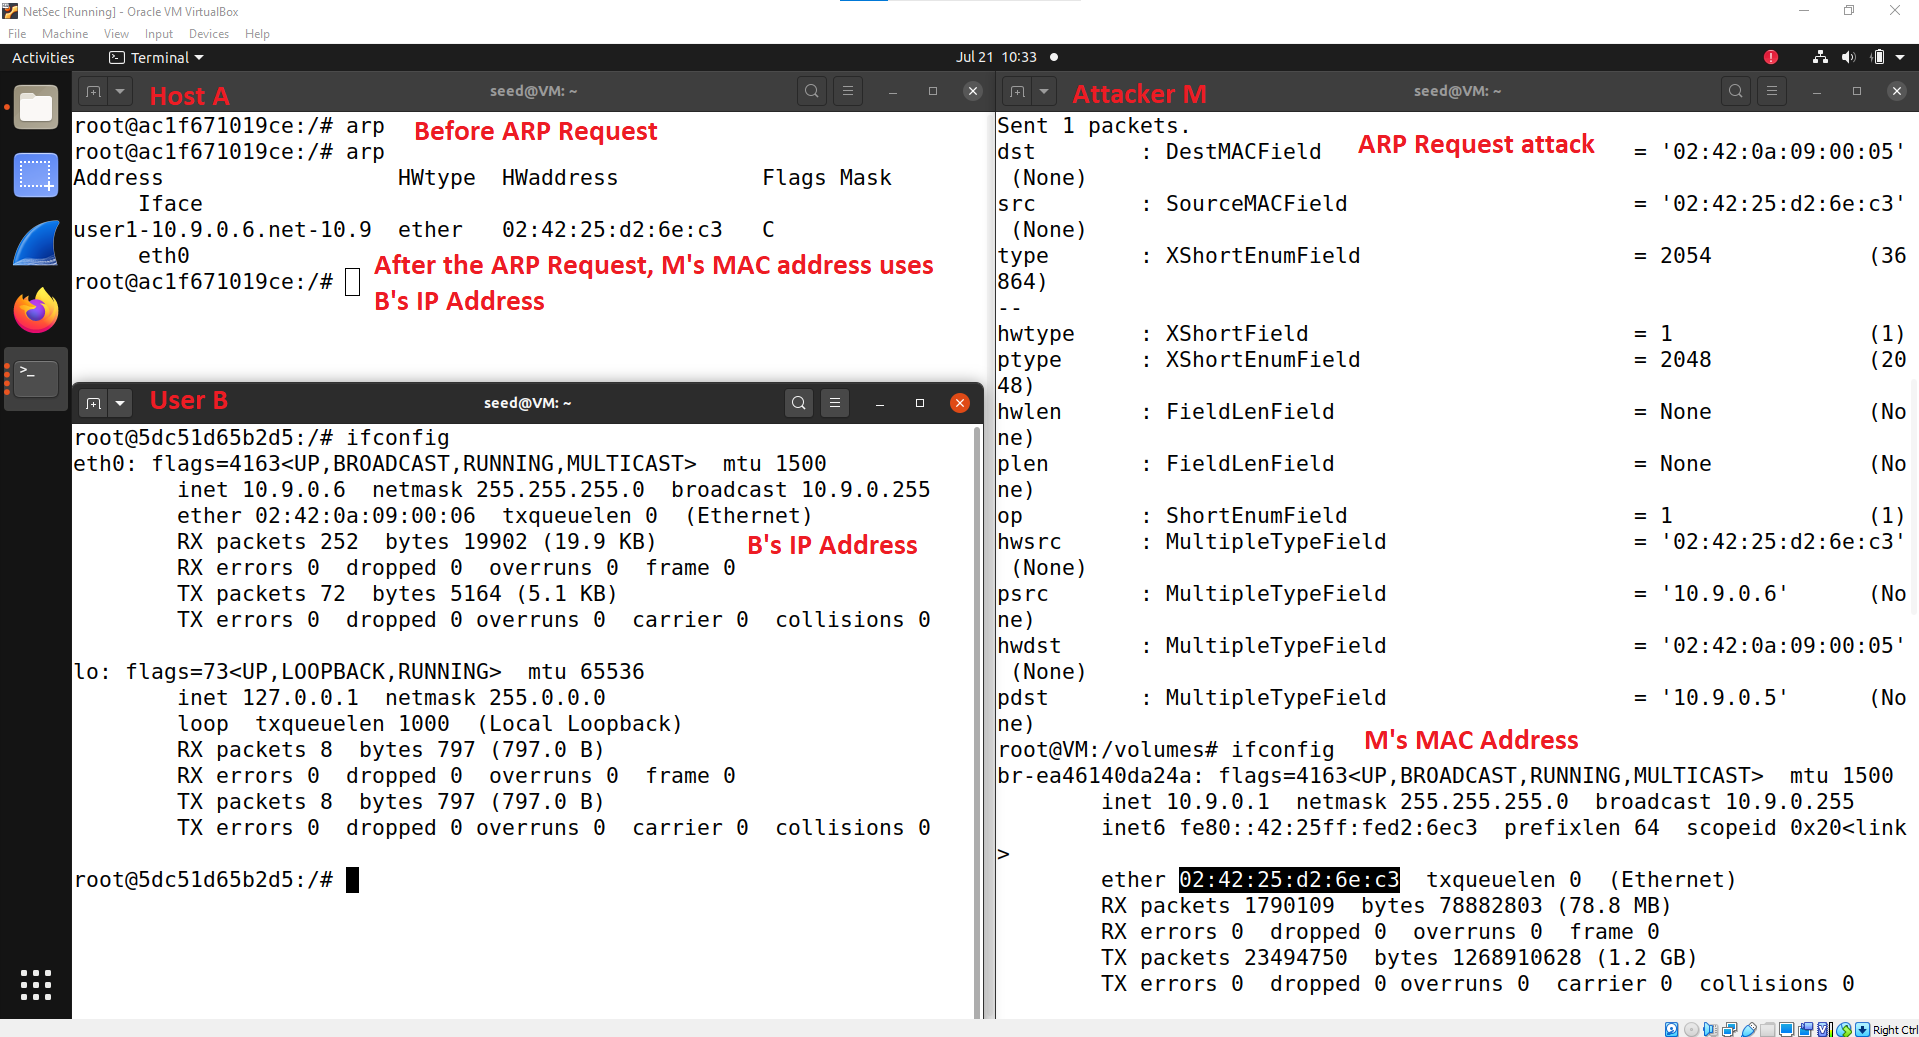 NetSec [Running] - Oracle VM VirtualBox
File Machine View Input Devices Help
Activities Terminal Jul 21 10:33
Host A seed@VM: ~
root@ac1f671019ce:/# arp Before ARP Request
root@ac1f671019ce:/# arp
Address HWtype HWaddress Flags Mask
Iface
user1-10.9.0.6.net-10.9 ether 02:42:25:d2:6e:c3 C
eth0
root@ac1f671019ce:/#
After the ARP Request, M's MAC address uses
B's IP Address
User B seed@VM: ~
root@5dc51d65b2d5:/# ifconfig
eth0: flags=4163<UP,BROADCAST,RUNNING,MULTICAST> mtu 1500
inet 10.9.0.6 netmask 255.255.255.0 broadcast 10.9.0.255
ether 02:42:0a:09:00:06 txqueuelen 0 (Ethernet)
RX packets 252 bytes 19902 (19.9 KB)
B's IP Address
RX errors 0 dropped 0 overruns 0 frame 0
TX packets 72 bytes 5164 (5.1 KB)
TX errors 0 dropped 0 overruns 0 carrier 0 collisions 0
lo: flags=73<UP,LOOPBACK,RUNNING> mtu 65536
inet 127.0.0.1 netmask 255.0.0.0
loop txqueuelen 1000 (Local Loopback)
RX packets 8 bytes 797 (797.0 B)
RX errors 0 dropped 0 overruns 0 frame 0
TX packets 8 bytes 797 (797.0 B)
TX errors 0 dropped 0 overruns 0 carrier 0 collisions 0
root@5dc51d65b2d5:/#
Attacker M seed@VM: ~
Sent 1 packets.
ARP Request attack
dst : DestMACField = '02:42:0a:09:00:05'
(None)
src : SourceMACField = '02:42:25:d2:6e:c3'
(None)
type : XShortEnumField = 2054 (36
864)
--
hwtype : XShortField = 1 (1)
ptype : XShortEnumField = 2048 (20
48)
hwlen : FieldLenField = None (No
ne)
plen : FieldLenField = None (No
ne)
op : ShortEnumField = 1 (1)
hwsrc : MultipleTypeField = '02:42:25:d2:6e:c3'
(None)
psrc : MultipleTypeField = '10.9.0.6' (No
ne)
hwdst : MultipleTypeField = '02:42:0a:09:00:05'
(None)
pdst : MultipleTypeField = '10.9.0.5' (No
ne)
root@VM:/volumes# ifconfig M's MAC Address
br-ea46140da24a: flags=4163<UP,BROADCAST,RUNNING,MULTICAST> mtu 1500
inet 10.9.0.1 netmask 255.255.255.0 broadcast 10.9.0.255
inet6 fe80::42:25ff:fed2:6ec3 prefixlen 64 scopeid 0x20<link
>
ether 02:42:25:d2:6e:c3 txqueuelen 0 (Ethernet)
RX packets 1790109 bytes 78882803 (78.8 MB)
RX errors 0 dropped 0 overruns 0 frame 0
TX packets 23494750 bytes 1268910628 (1.2 GB)
TX errors 0 dropped 0 overruns 0 carrier 0 collisions 0
Right Ctrl